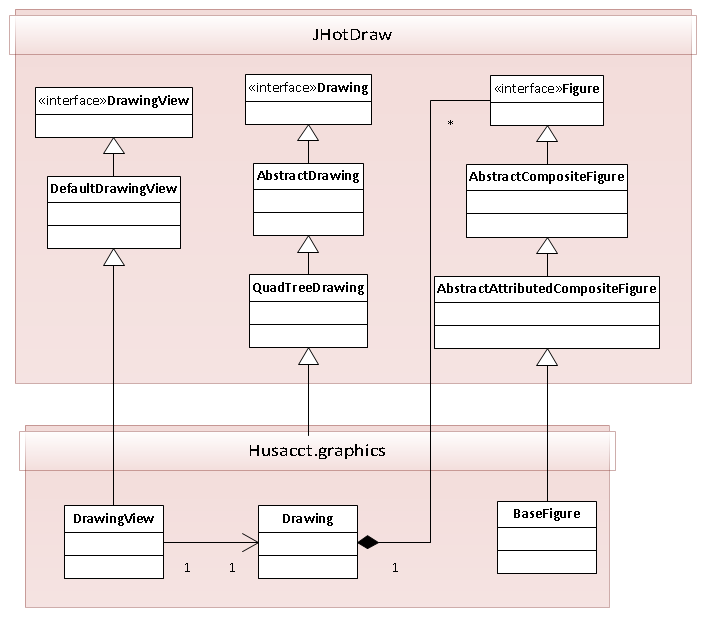 JHotDraw
«interface»DrawingView
«interface»Drawing
«interface»Figure
*
DefaultDrawingView
AbstractDrawing
AbstractCompositeFigure
QuadTreeDrawing
AbstractAttributedCompositeFigure
Husacct.graphics
DrawingView
Drawing
BaseFigure
1
1
1